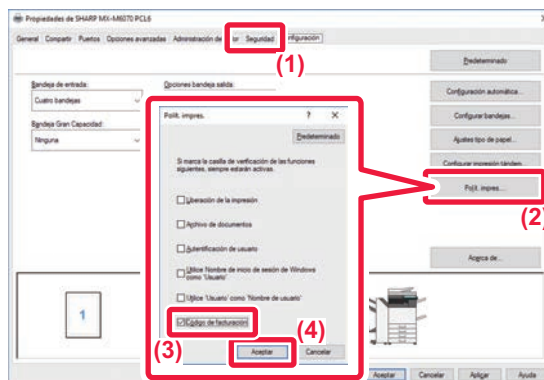 Propiedades de SHARP MX-M6070 PCL6
General Compartir Puertos Opciones avanzadas Administración de Seguridad
(1)
Predeterminado
Bandeja de entrada:
Opciones bandeja salida:
Cuatro bandejas
Configuración automática...
Bandeja Gran Capacidad:
Configurar bandejas...
Ninguna
Ajustes tipo de papel...
Configurar impresión tándem...
Polít. impres....
(2)
Acerca de...
Polít. impres.
? X
Predeterminado
Si marca la casilla de verificación de las funciones
siguientes, siempre estarán activas.
Liberación de la impresión
Archivo de documentos
Autentificación de usuario
Utilice Nombre de inicio de sesión de Windows
como 'Usuario'
Utilice 'Usuario' como 'Nombre de usuario'
Código de facturación
(3)
(4)
Aceptar Cancelar
1
Aceptar Cancelar Aplicar Ayuda